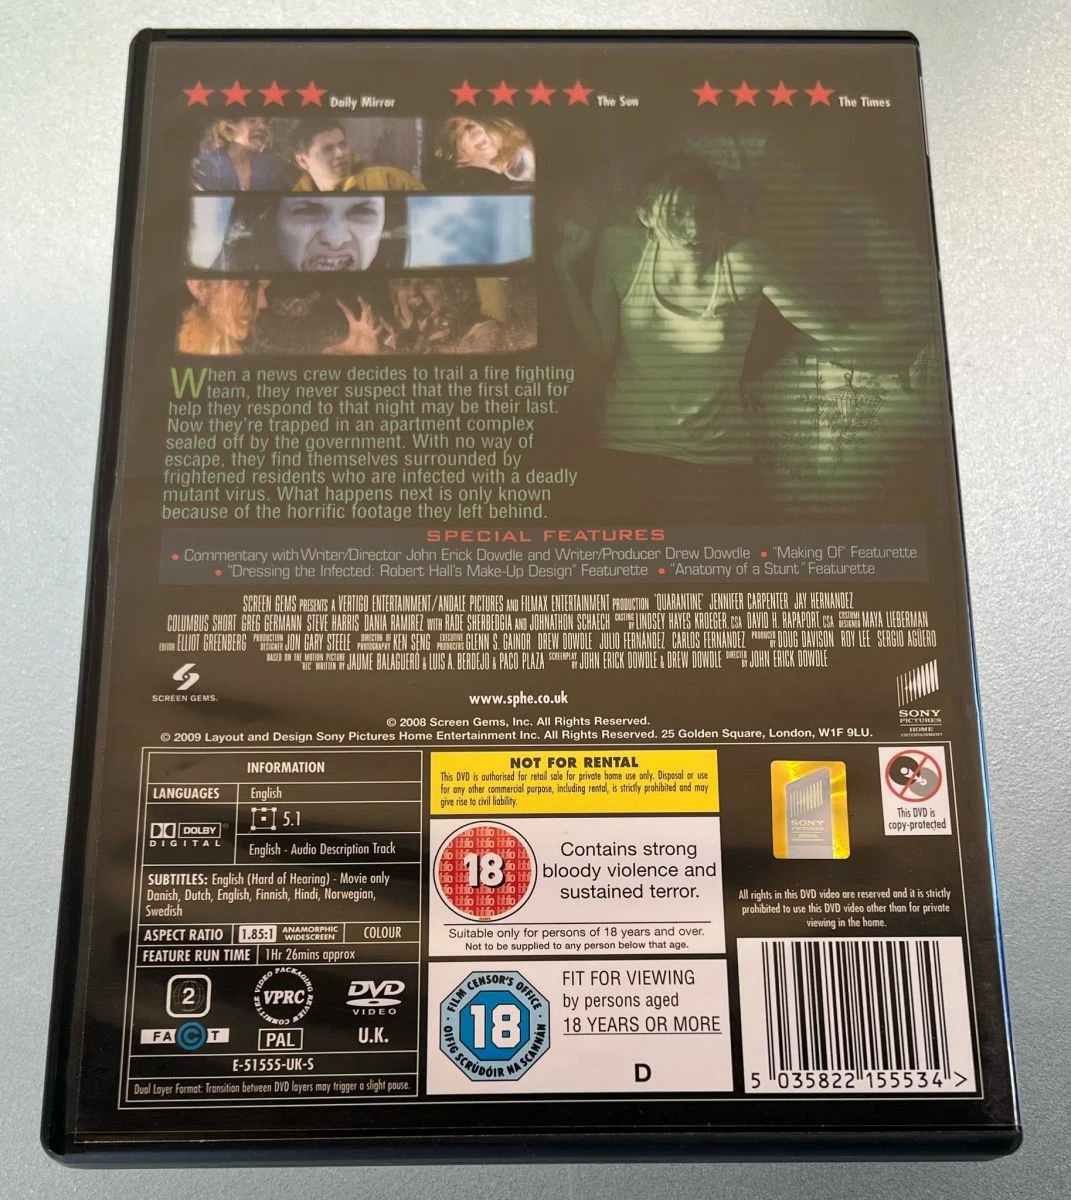 ★★★★ Daily Mirror
★★★★ The Sun
★★★★ The Times
When a news crew decides to trail a fire fighting
team, they never suspect that the first call for
help they respond to that night may be their last.
Now they're trapped in an apartment complex
sealed off by the government. With no way of
escape, they find themselves surrounded by
frightened residents who are infected with a deadly
mutant virus. What happens next is only known
because of the horrific footage they left behind.
SPECIAL FEATURES
• Commentary with Writer/Director John Erick Dowdle and Writer/Producer Drew Dowdle • "Making Of" Featurette
• "Dressing the Infected: Robert Hall's Make-Up Design" Featurette • "Anatomy of a Stunt" Featurette
SCREEN GEMS PRESENTS A VERTIGO ENTERTAINMENT/ANDALE PICTURES AND FILMAX ENTERTAINMENT PRODUCTION 'QUARANTINE' JENNIFER CARPENTER JAY HERNANDEZ
COLUMBUS SHORT GREG GERMANN STEVE HARRIS DANIA RAMIREZ WITH RADE SHERBEDGIA AND JOHNATHON SCHAECH CASTING BY LINDSEY HAYES KROEGER, CSA DAVID H. RAPAPORT, CSA COSTUME DESIGNER MAYA LIEBERMAN
EDITOR ELLIOT GREENBERG PRODUCTION DESIGNER JON GARY STEELE DIRECTOR OF PHOTOGRAPHY KEN SENG EXECUTIVE PRODUCERS GLENN S. GAINOR DREW DOWDLE JULIO FERNANDEZ CARLOS FERNANDEZ PRODUCED BY DOUG DAVISON ROY LEE SERGIO AGÜERO
BASED ON THE MOTION PICTURE 'REC' WRITTEN BY JAUME BALAGUERÓ & LUIS A. BERDEJO & PACO PLAZA SCREENPLAY BY JOHN ERICK DOWDLE & DREW DOWDLE DIRECTED BY JOHN ERICK DOWDLE
SCREEN GEMS.
www.sphe.co.uk
SONY
PICTURES
HOME
ENTERTAINMENT
© 2008 Screen Gems, Inc. All Rights Reserved.
© 2009 Layout and Design Sony Pictures Home Entertainment Inc. All Rights Reserved. 25 Golden Square, London, W1F 9LU.
INFORMATION
LANGUAGES English
DOLBY
DIGITAL
5.1
English - Audio Description Track
SUBTITLES: English (Hard of Hearing) - Movie only
Danish, Dutch, English, Finnish, Hindi, Norwegian,
Swedish
ASPECT RATIO 1.85:1 ANAMORPHIC WIDESCREEN COLOUR
FEATURE RUN TIME 1Hr 26mins approx
2
VIDEO PACKAGING REVIEW COMMITTEE
VPRC
DVD
VIDEO
FACT
PAL
U.K.
E-51555-UK-S
Dual Layer Format: Transition between DVD layers may trigger a slight pause.
NOT FOR RENTAL
This DVD is authorised for retail sale for private home use only. Disposal or use
for any other commercial purpose, including rental, is strictly prohibited and may
give rise to civil liability.
18
Contains strong
bloody violence and
sustained terror.
Suitable only for persons of 18 years and over.
Not to be supplied to any person below that age.
FILM CENSOR'S OFFICE
18
OIFIG SCRÚDÓIR NA SCANNÁN
FIT FOR VIEWING
by persons aged
18 YEARS OR MORE
D
SONY
PICTURES
This DVD is
copy-protected
All rights in this DVD video are reserved and it is strictly
prohibited to use this DVD video other than for private
viewing in the home.
5 035822 155534 >